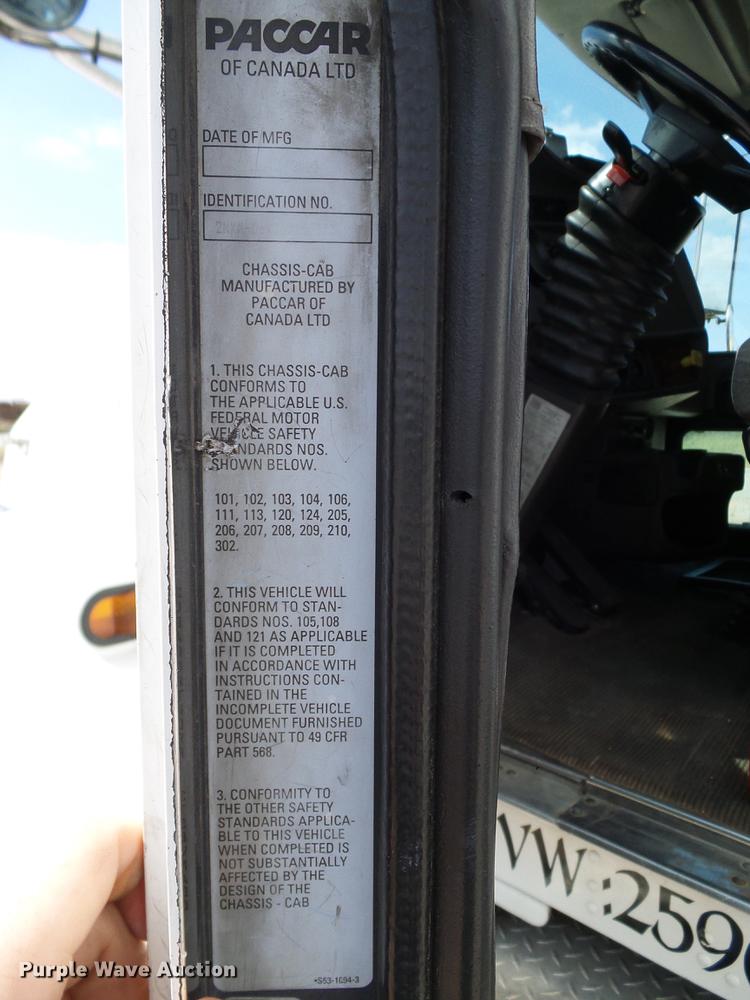 PACCAR
OF CANADA LTD
DATE OF MFG
IDENTIFICATION NO.
CHASSIS-CAB
MANUFACTURED BY
PACCAR OF
CANADA LTD
1. THIS CHASSIS-CAB
CONFORMS TO
THE APPLICABLE U.S.
FEDERAL MOTOR
VEHICLE SAFETY
STANDARDS NOS.
SHOWN BELOW.
101, 102, 103, 104, 106,
111, 113, 120, 124, 205,
206, 207, 208, 209, 210,
302.
2. THIS VEHICLE WILL
CONFORM TO STAN-
DARDS NOS. 105,108
AND 121 AS APPLICABLE
IF IT IS COMPLETED
IN ACCORDANCE WITH
INSTRUCTIONS CON-
TAINED IN THE
INCOMPLETE VEHICLE
DOCUMENT FURNISHED
PURSUANT TO 49 CFR
PART 568.
3. CONFORMITY TO
THE OTHER SAFETY
STANDARDS APPLICA-
BLE TO THIS VEHICLE
WHEN COMPLETED IS
NOT SUBSTANTIALLY
AFFECTED BY THE
DESIGN OF THE
CHASSIS - CAB
•S53-1694-3
VW :259
Purple Wave Auction